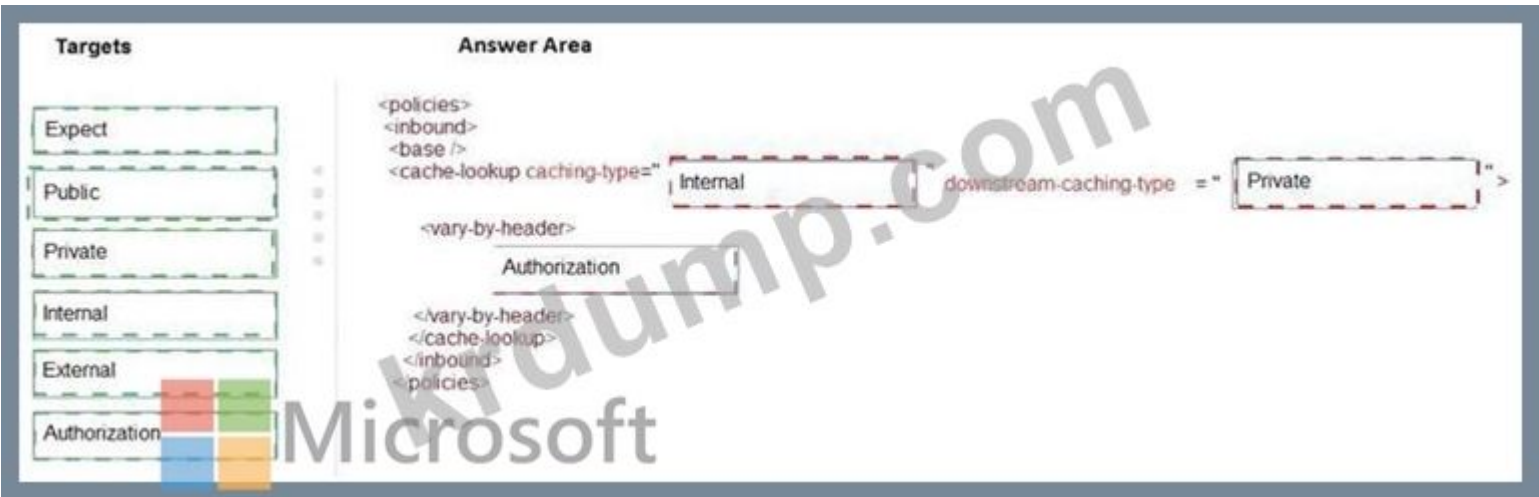 Targets
Answer Area
Expect
Public
Private
Internal
External
Authorization
<policies>
<inbound>
<base />
<cache-lookup caching-type=" Internal " downstream-caching-type = " Private ">
<vary-by-header>
Authorization
</vary-by-header>
</cache-lookup>
</inbound>
</policies>
krdump.com
Microsoft